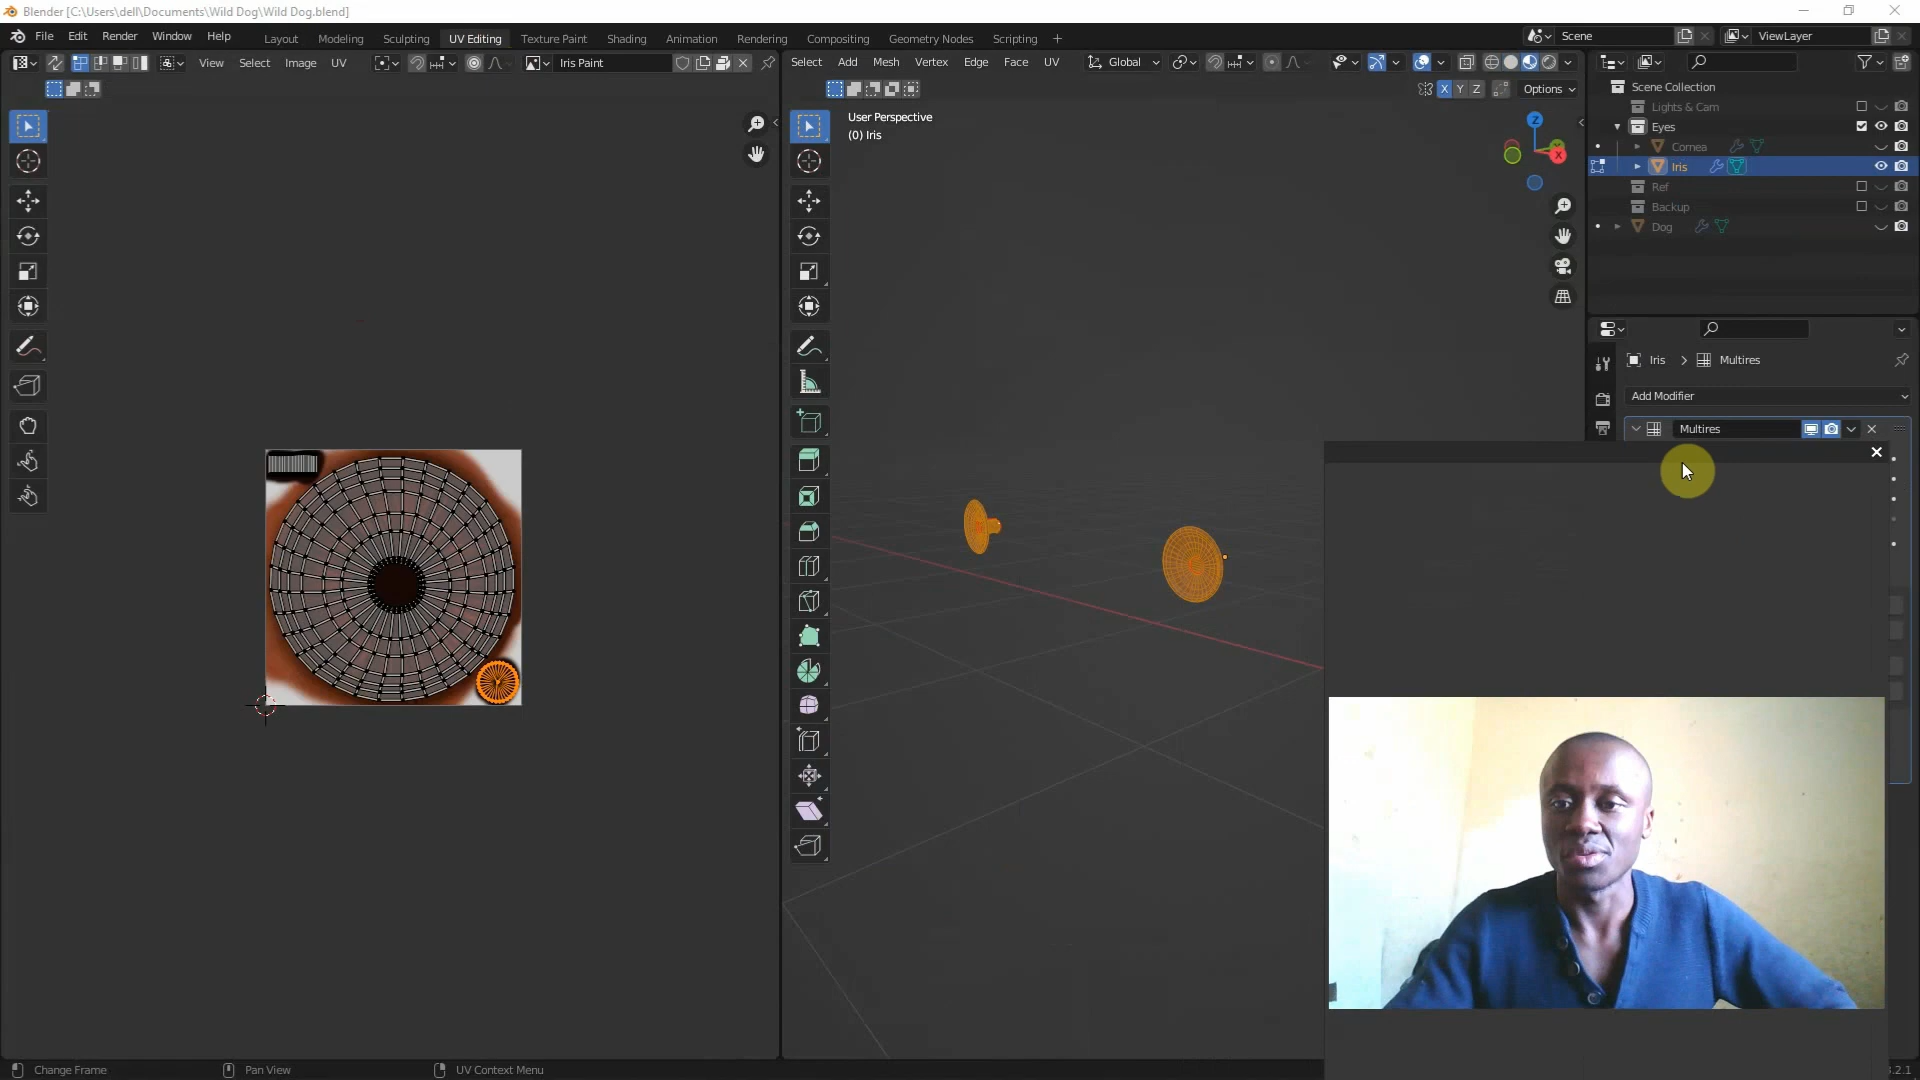 Blender [C:\Users\dell\Documents\Wild Dog\Wild Dog.blend]
File Edit Render Window Help Layout Modeling Sculpting UV Editing Texture Paint Shading Animation Rendering Compositing Geometry Nodes Scripting + Scene ViewLayer
View Select Image UV Iris Paint Select Add Mesh Vertex Edge Face UV Global
X Y Z Options
User Perspective
(0) Iris
Z
X
Scene Collection
Lights & Cam
Eyes
Cornea
Iris
Ref
Backup
Dog
Iris > Multires
Add Modifier
Multires
Change Frame Pan View UV Context Menu .2.1